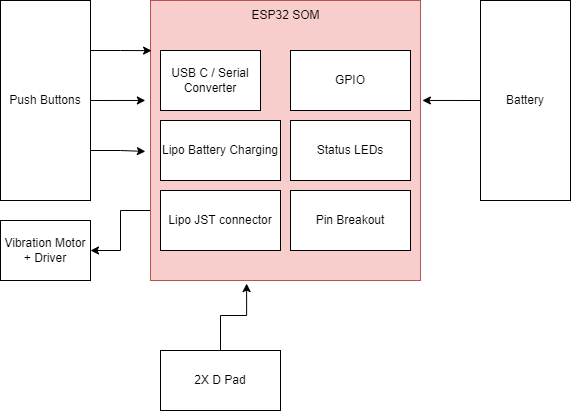 ESP32 SOM
Push Buttons
USB C / Serial
Converter
GPIO
Battery
Lipo Battery Charging
Status LEDs
Lipo JST connector
Pin Breakout
Vibration Motor
+ Driver
2X D Pad